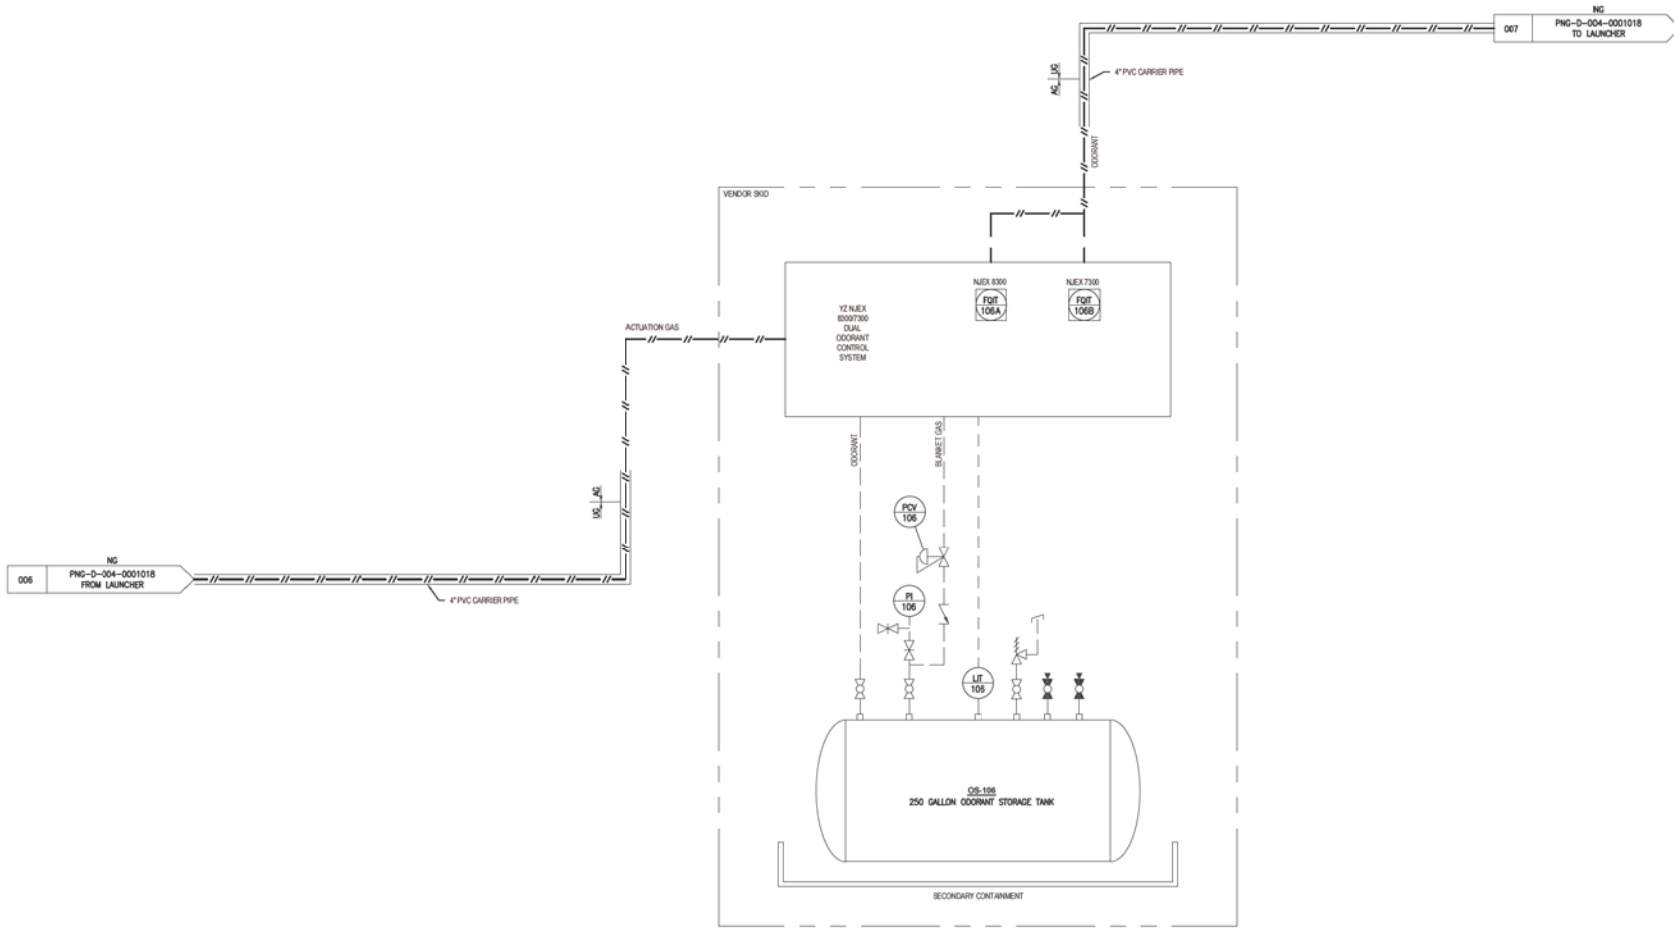 NG
007
PNG-D-004-0001018
TO LAUNCHER
UG
AG
4" PVC CARRIER PIPE
ODORANT
VENDOR SKID
NJEX 8300
FQIT
106A
NJEX 7300
FQIT
106B
YZ NJEX
8300/7300
DUAL
ODORANT
CONTROL
SYSTEM
ACTUATION GAS
ODORANT
BLANKET GAS
AG
UG
PCV
106
NG
006
PNG-D-004-0001018
FROM LAUNCHER
4" PVC CARRIER PIPE
PI
106
LIT
106
OS-106
250 GALLON ODORANT STORAGE TANK
SECONDARY CONTAINMENT